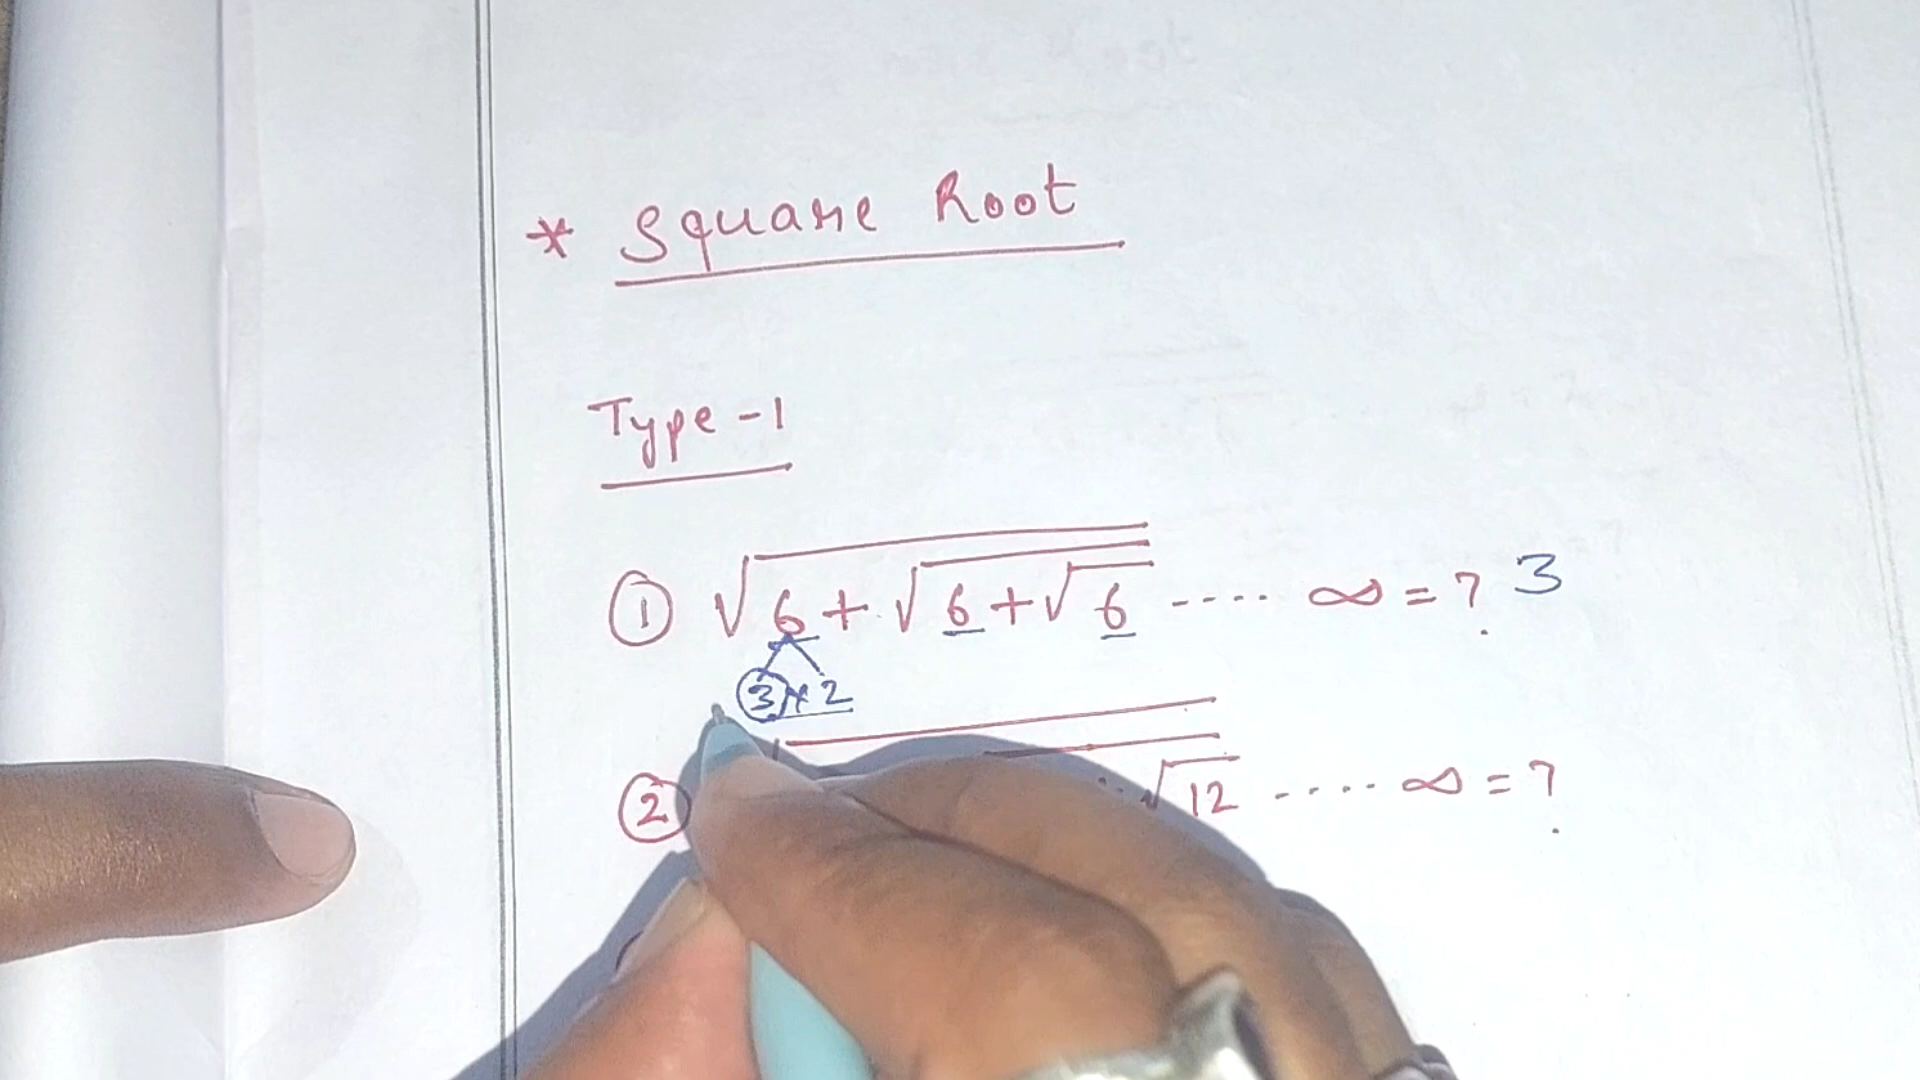 * Square Root
Type -1
① √6 + √6 + √6 ---- ∞ = ? 3
3 × 2
② √12 ---- ∞ = ?